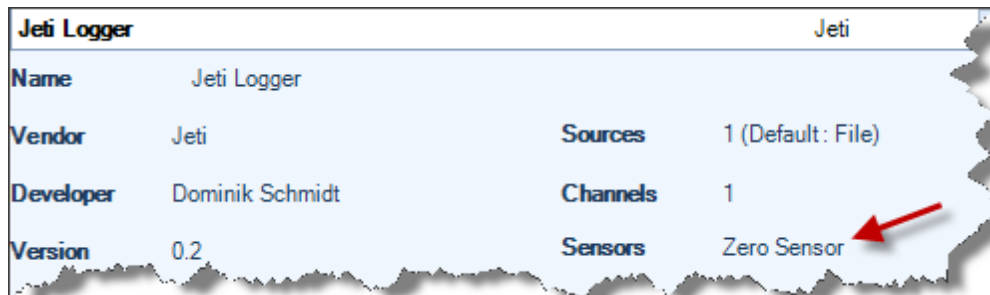 Jeti Logger Jeti
Name Jeti Logger
Vendor Jeti Sources 1 (Default : File)
Developer Dominik Schmidt Channels 1
Version 0.2 Sensors Zero Sensor